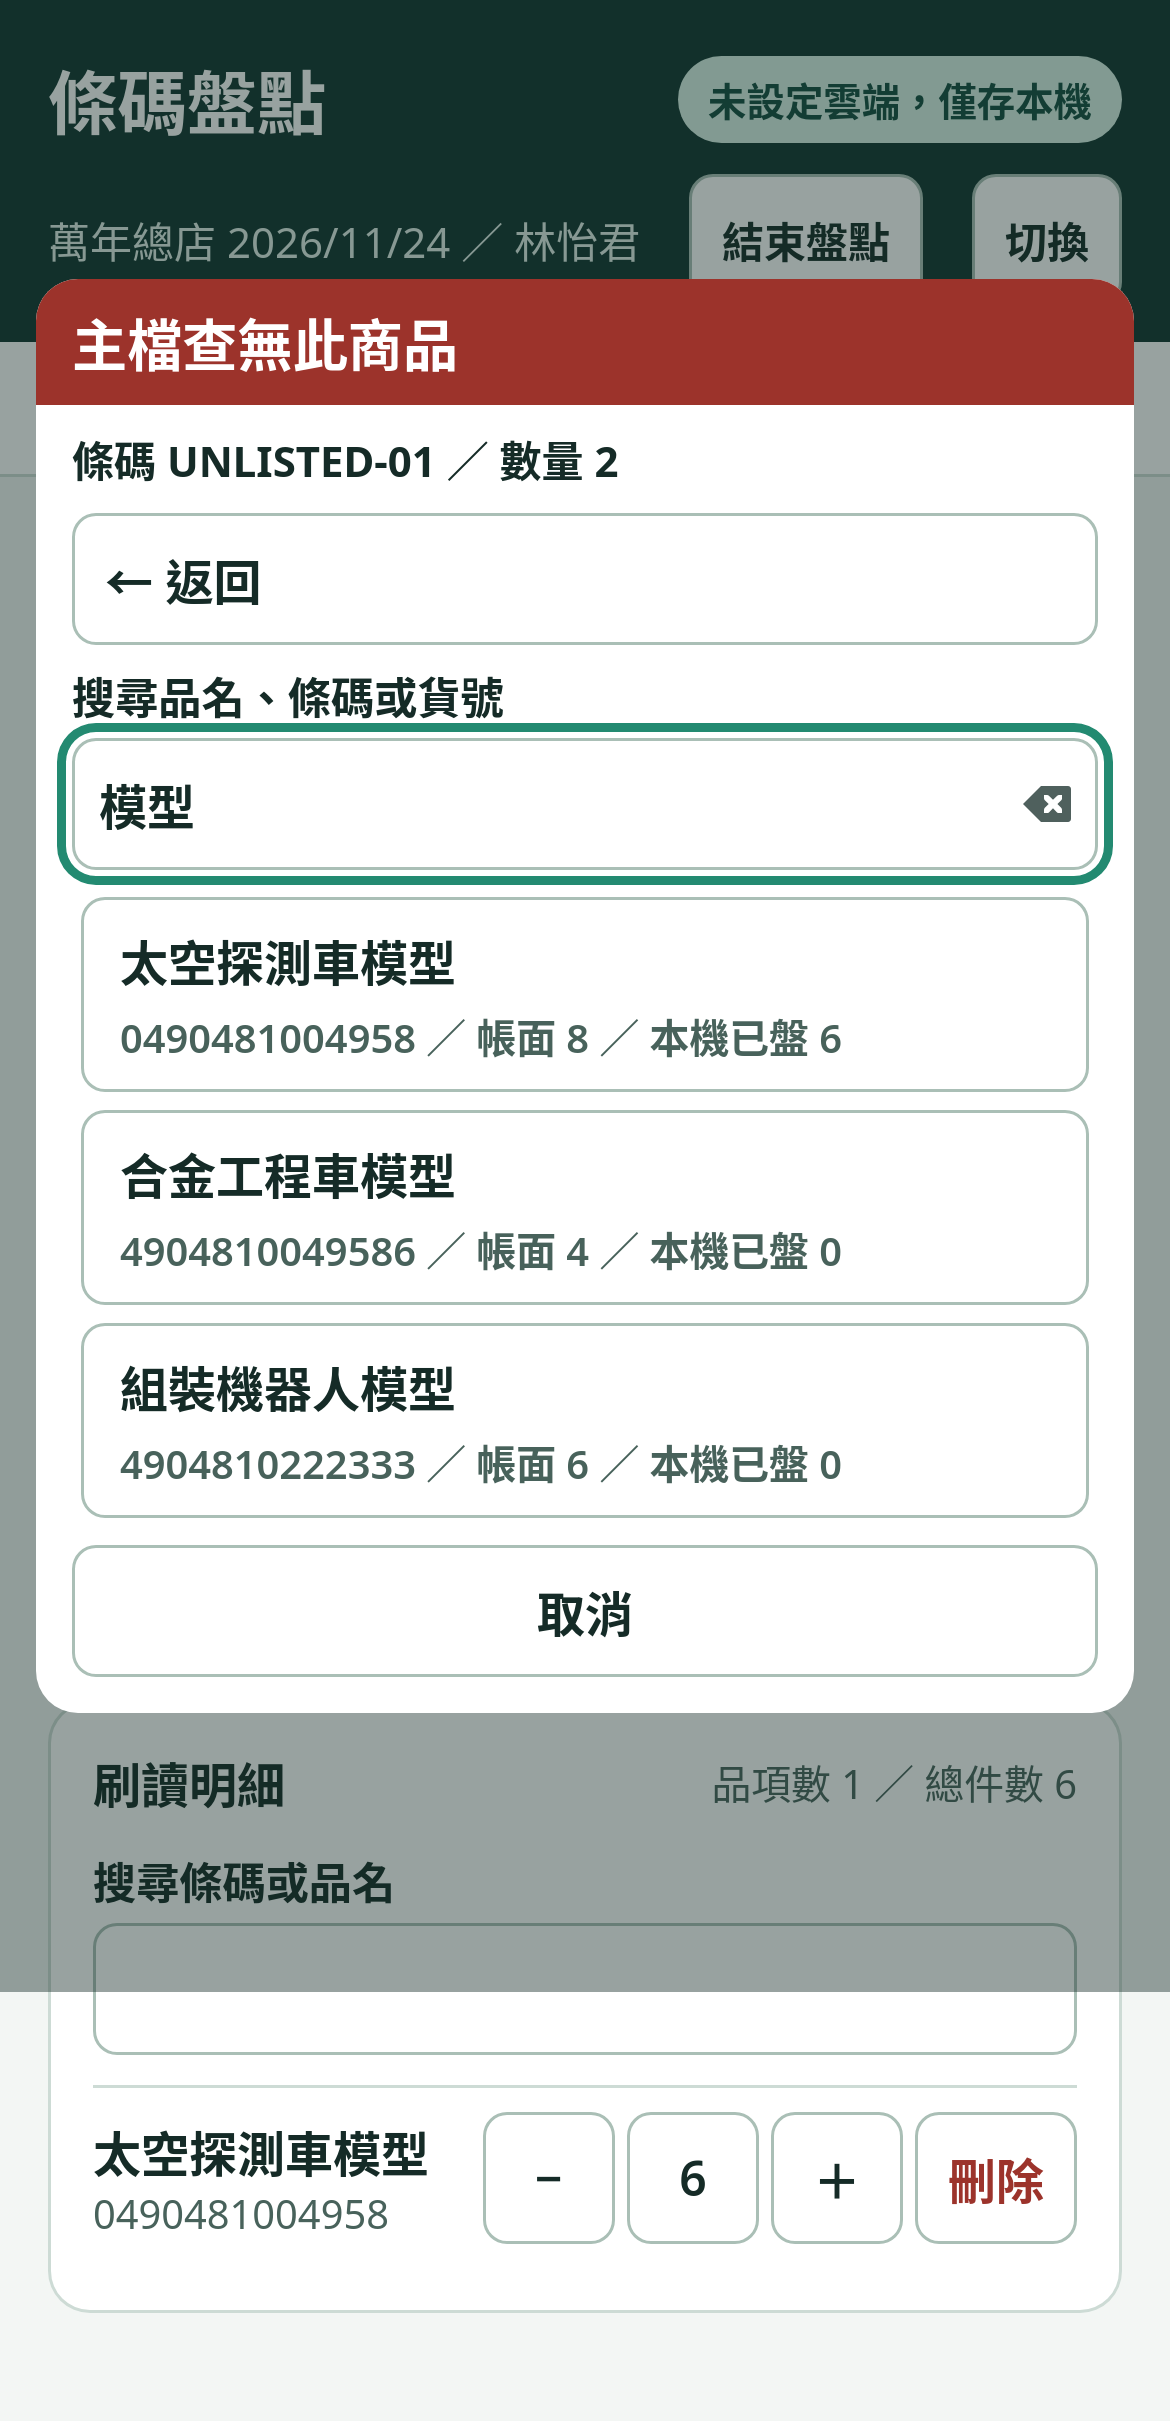 條碼盤點
未設定雲端，僅存本機
萬年總店 2026/11/24 ／ 林怡君
結束盤點
切換
主檔查無此商品
條碼 UNLISTED-01 ／ 數量 2
← 返回
搜尋品名、條碼或貨號
模型
太空探測車模型
0490481004958 ／ 帳面 8 ／ 本機已盤 6
合金工程車模型
4904810049586 ／ 帳面 4 ／ 本機已盤 0
組裝機器人模型
4904810222333 ／ 帳面 6 ／ 本機已盤 0
取消
刷讀明細
品項數 1 ／ 總件數 6
搜尋條碼或品名
太空探測車模型
0490481004958
− 6 ＋ 刪除